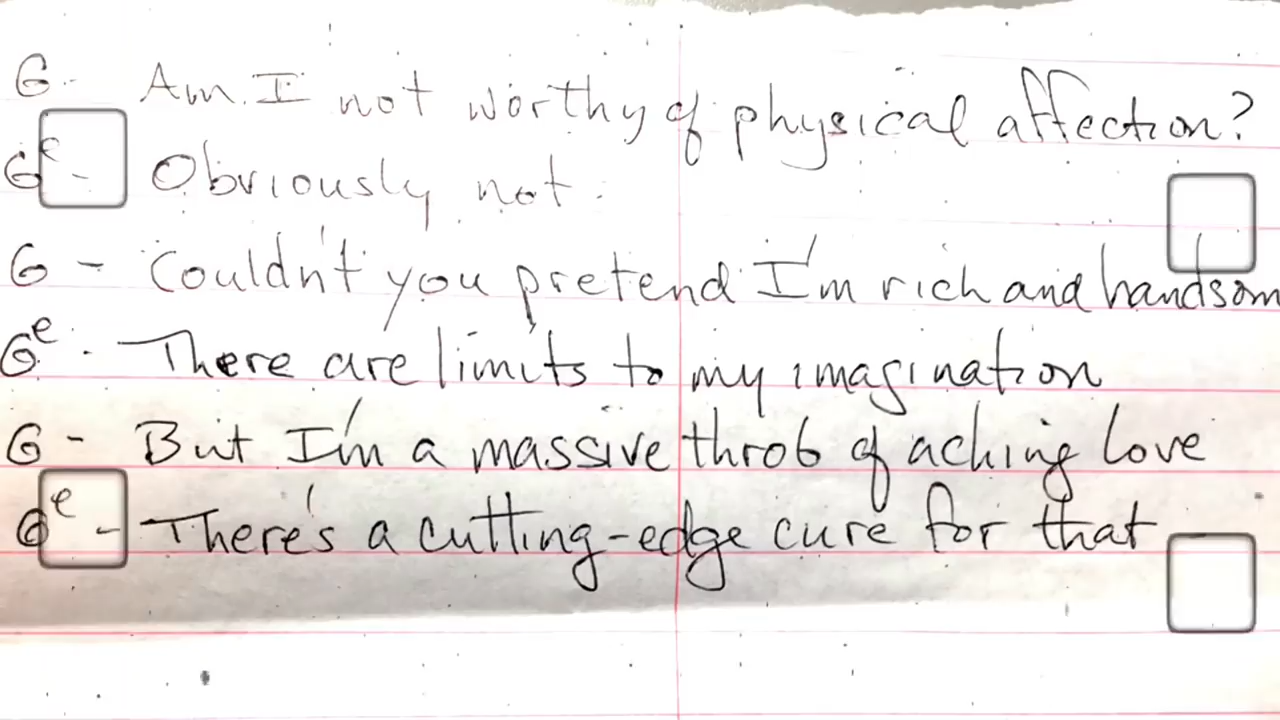 G - Am I not worthy of physical affection?
Ge - Obviously not.
G - Couldn't you pretend I'm rich and handsom
Ge - There are limits to my imagination
G - But I'm a massive throb of aching love
Ge - There's a cutting-edge cure for that